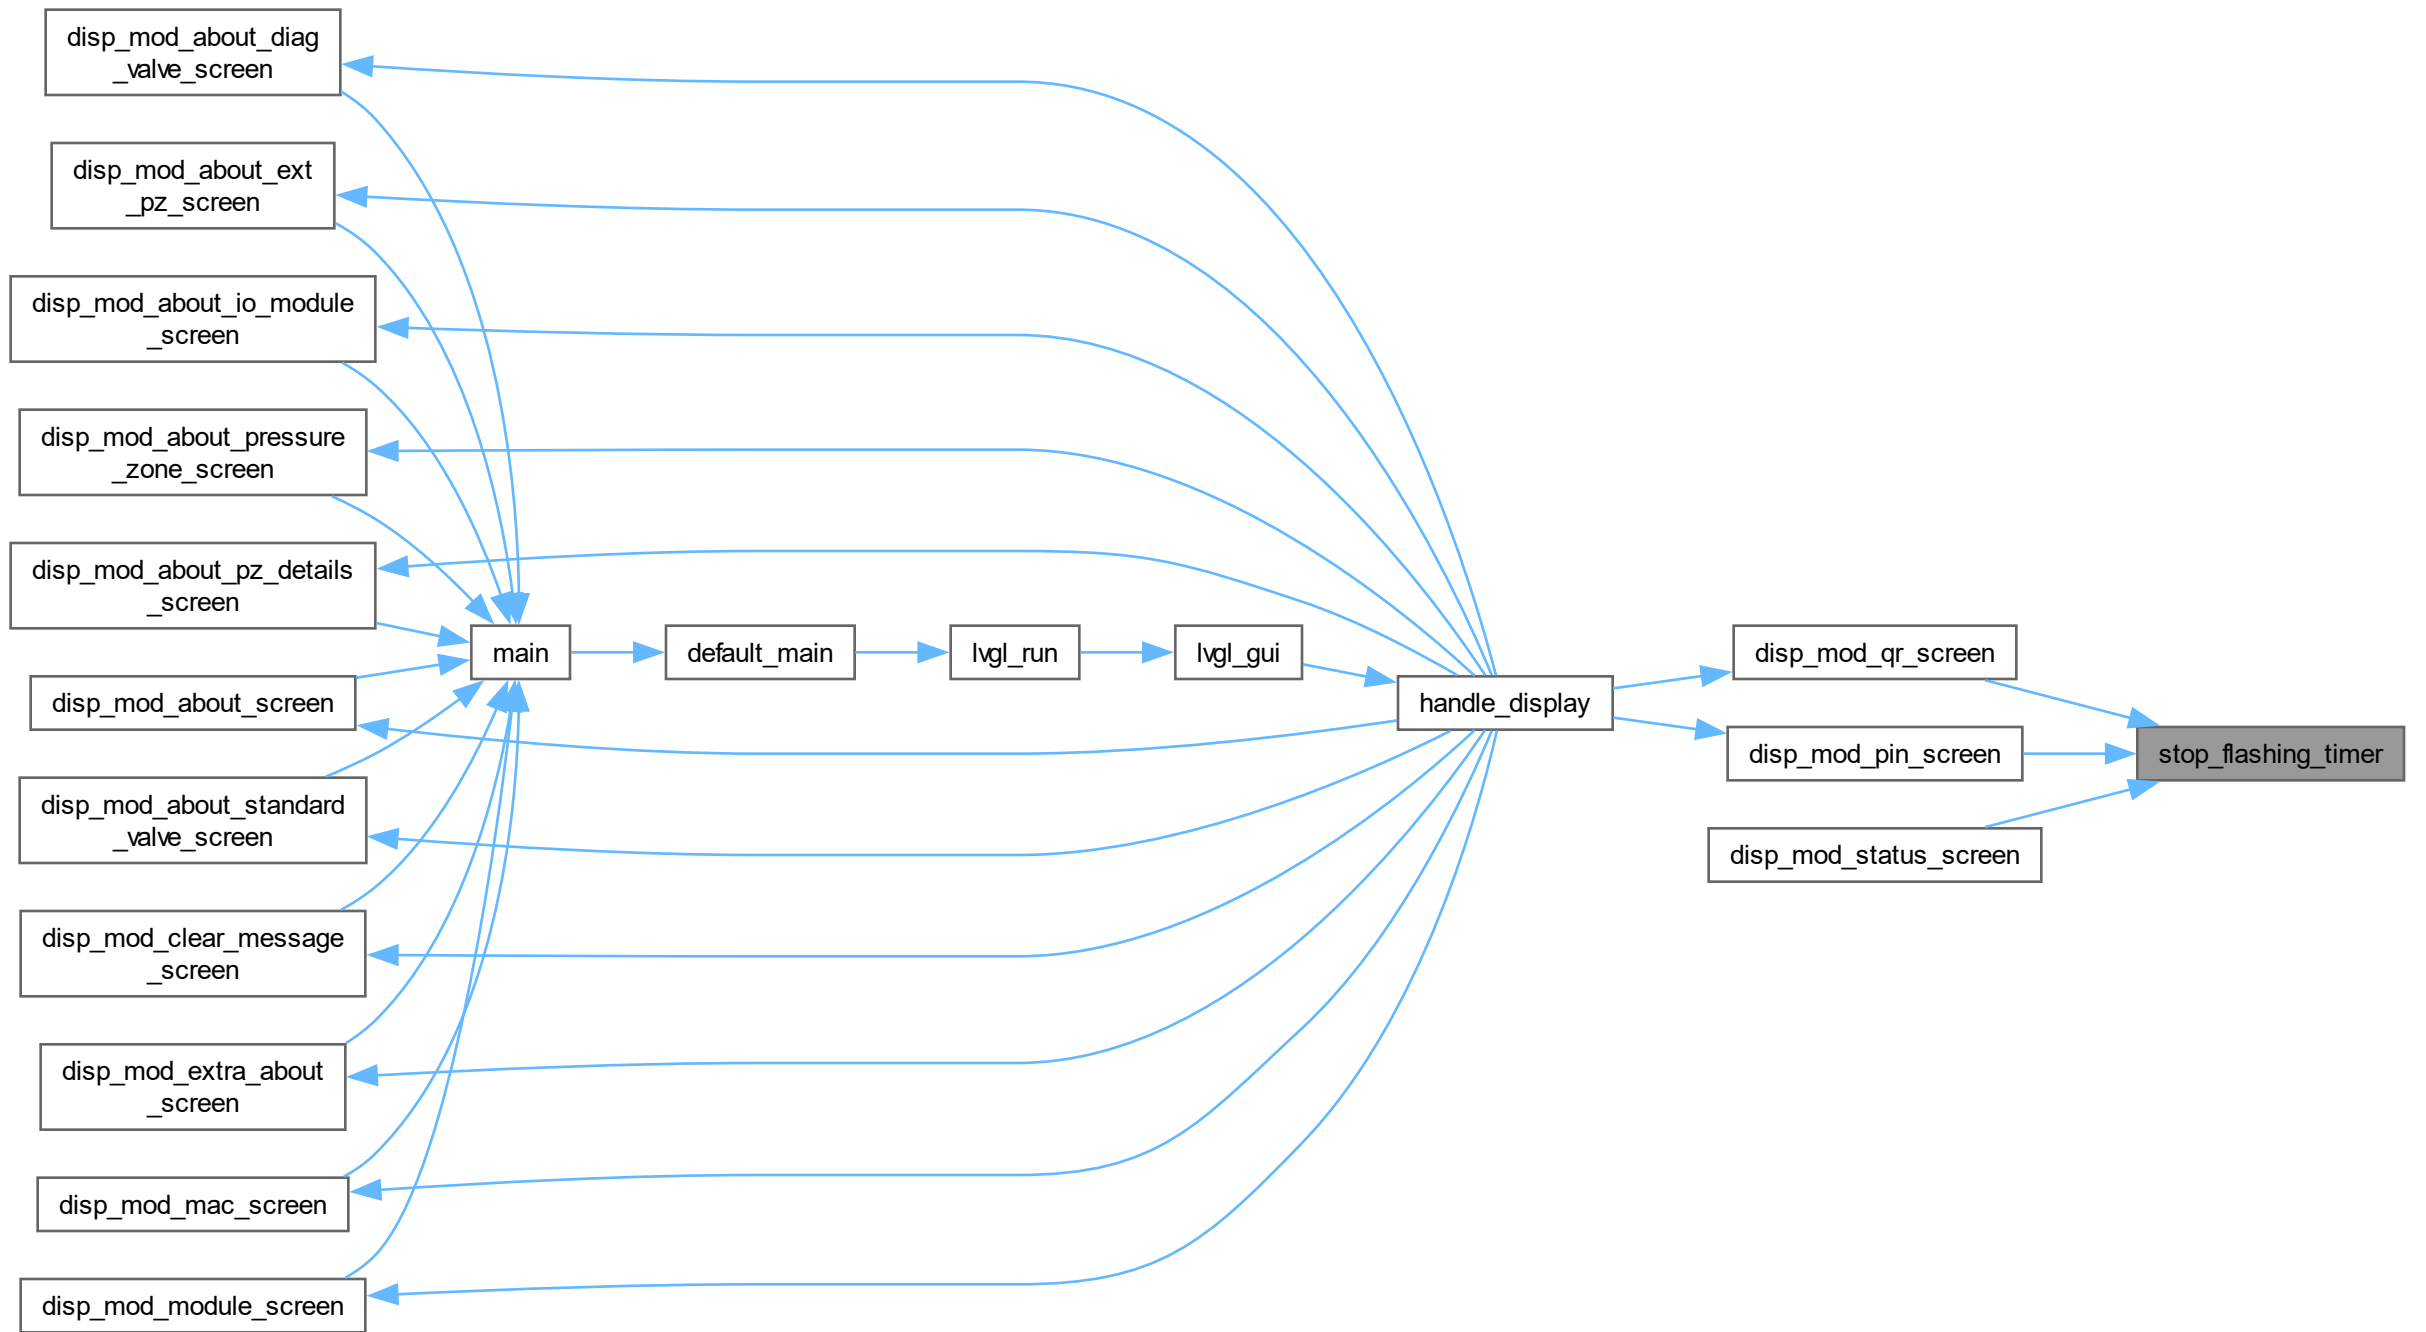 disp_mod_about_diag
_valve_screen
disp_mod_about_ext
_pz_screen
disp_mod_about_io_module
_screen
disp_mod_about_pressure
_zone_screen
disp_mod_about_pz_details
_screen
disp_mod_about_screen
disp_mod_about_standard
_valve_screen
disp_mod_clear_message
_screen
disp_mod_extra_about
_screen
disp_mod_mac_screen
disp_mod_module_screen
main
default_main
lvgl_run
lvgl_gui
handle_display
disp_mod_qr_screen
disp_mod_pin_screen
disp_mod_status_screen
stop_flashing_timer